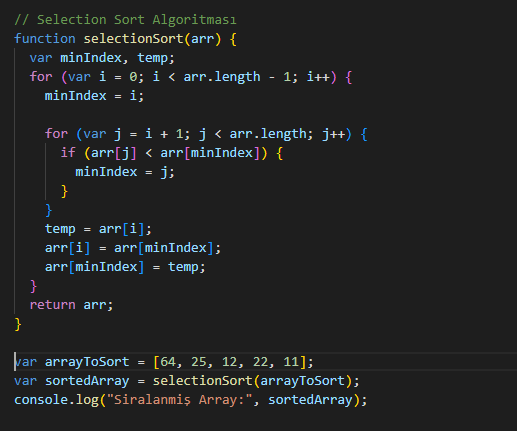 // Selection Sort Algoritması
function selectionSort(arr) {
  var minIndex, temp;
  for (var i = 0; i < arr.length - 1; i++) {
    minIndex = i;

    for (var j = i + 1; j < arr.length; j++) {
      if (arr[j] < arr[minIndex]) {
        minIndex = j;
      }
    }
    temp = arr[i];
    arr[i] = arr[minIndex];
    arr[minIndex] = temp;
  }
  return arr;
}

var arrayToSort = [64, 25, 12, 22, 11];
var sortedArray = selectionSort(arrayToSort);
console.log("Siralanmiş Array:", sortedArray);